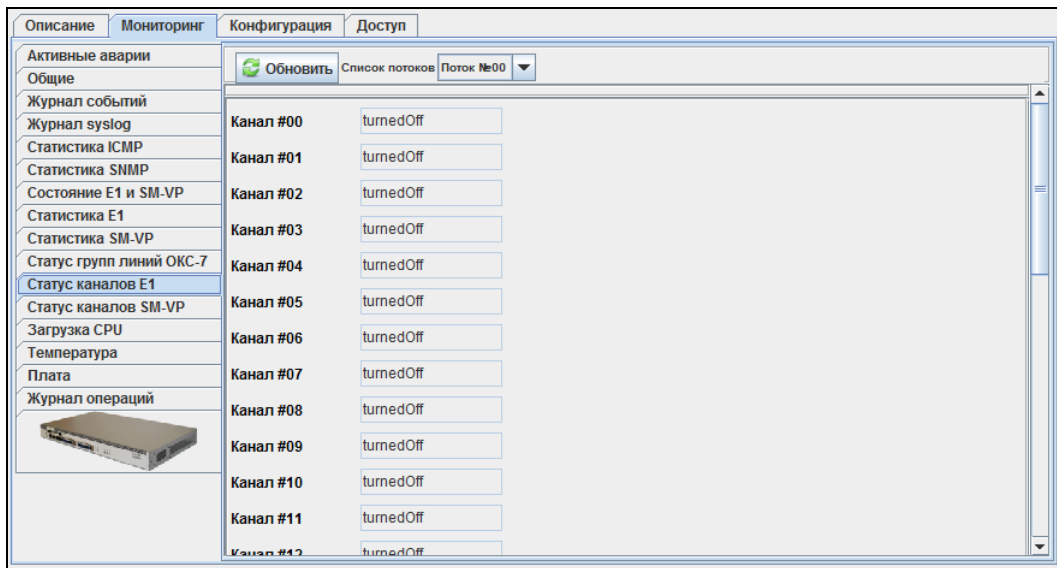 Описание Мониторинг Конфигурация Доступ
Активные аварии
Общие
Журнал событий
Журнал syslog
Статистика ICMP
Статистика SNMP
Состояние E1 и SM-VP
Статистика E1
Статистика SM-VP
Статус групп линий ОКС-7
Статус каналов E1
Статус каналов SM-VP
Загрузка CPU
Температура
Плата
Журнал операций
Обновить Список потоков Поток №00
Канал #00 turnedOff
Канал #01 turnedOff
Канал #02 turnedOff
Канал #03 turnedOff
Канал #04 turnedOff
Канал #05 turnedOff
Канал #06 turnedOff
Канал #07 turnedOff
Канал #08 turnedOff
Канал #09 turnedOff
Канал #10 turnedOff
Канал #11 turnedOff
Канал #12 turnedOff